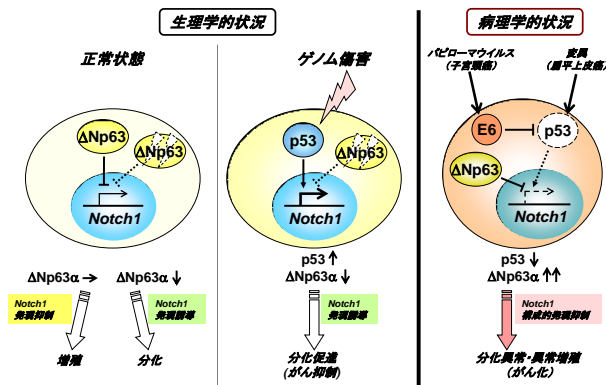 生理学的状況
病理学的状況
正常状態
ゲノム傷害
パピローマウイルス
(子宮頸癌)
変異
(扁平上皮癌)
ΔNp63
ΔNp63
Notch1
p53
ΔNp63
Notch1
E6
p53
ΔNp63
Notch1
ΔNp63α→
ΔNp63α↓
Notch1
発現抑制
Notch1
発現誘導
増殖
分化
p53↑
ΔNp63α↓
Notch1
発現誘導
分化促進
(がん抑制)
p53↓
ΔNp63α↑↑
Notch1
構成的発現抑制
分化異常・異常増殖
(がん化)